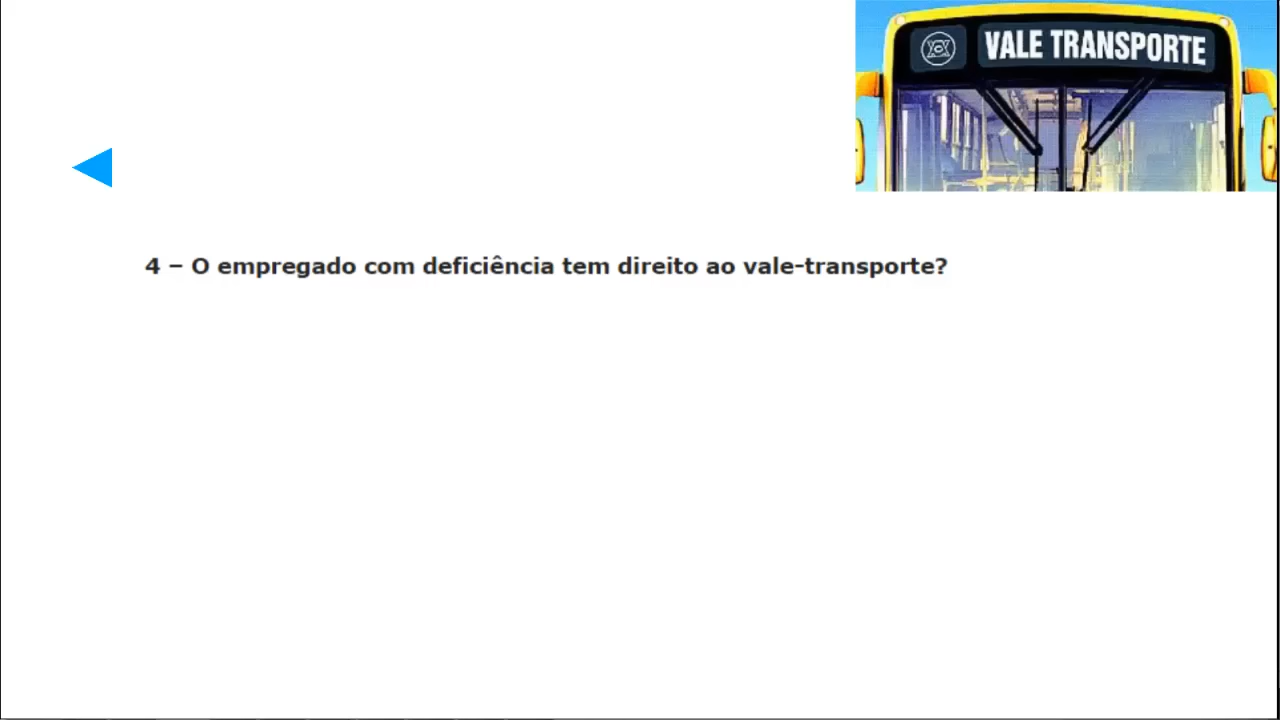 VALE TRANSPORTE
4 – O empregado com deficiência tem direito ao vale-transporte?